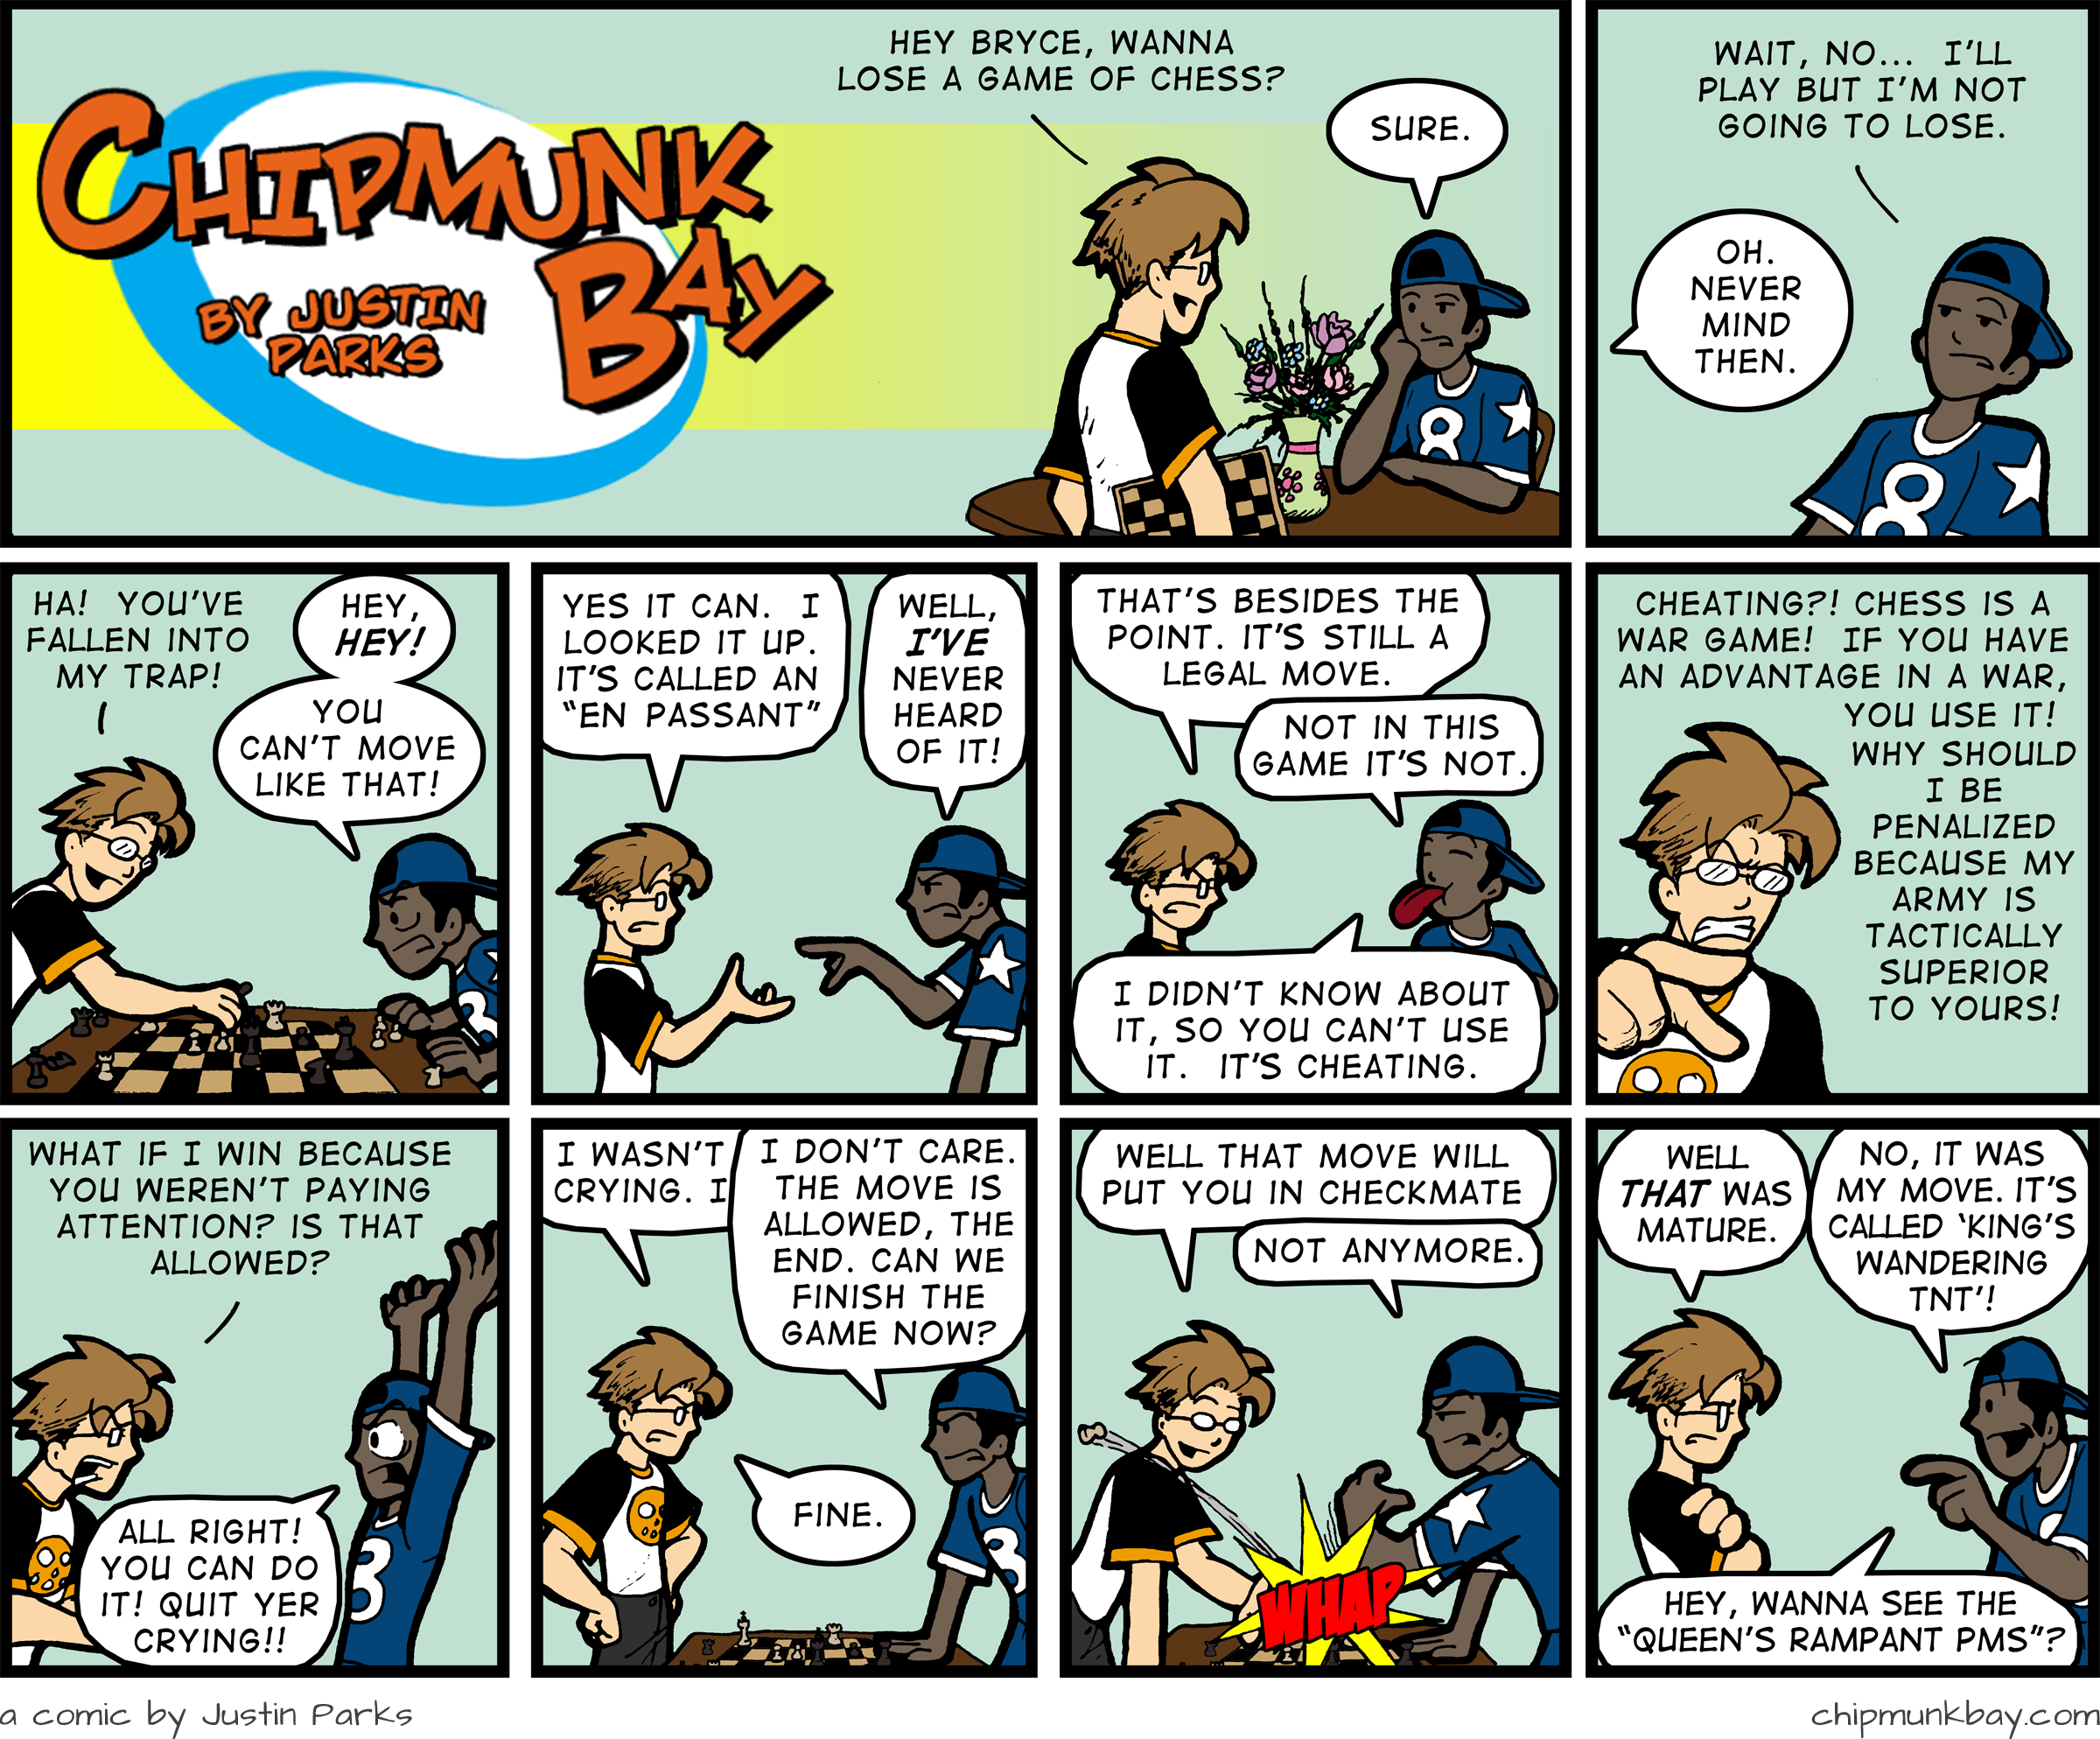 CHIPMUNK
BAY
BY JUSTIN
PARKS
HEY BRYCE, WANNA
LOSE A GAME OF CHESS?
SURE.
8
WAIT, NO... I'LL
PLAY BUT I'M NOT
GOING TO LOSE.
OH.
NEVER
MIND
THEN.
8
HA! YOU'VE
FALLEN INTO
MY TRAP!
HEY,
HEY!
YOU
CAN'T MOVE
LIKE THAT!
YES IT CAN. I
LOOKED IT UP.
IT'S CALLED AN
"EN PASSANT"
WELL,
I'VE
NEVER
HEARD
OF IT!
THAT'S BESIDES THE
POINT. IT'S STILL A
LEGAL MOVE.
NOT IN THIS
GAME IT'S NOT.
I DIDN'T KNOW ABOUT
IT, SO YOU CAN'T USE
IT. IT'S CHEATING.
CHEATING?! CHESS IS A
WAR GAME! IF YOU HAVE
AN ADVANTAGE IN A WAR,
YOU USE IT!
WHY SHOULD
I BE
PENALIZED
BECAUSE MY
ARMY IS
TACTICALLY
SUPERIOR
TO YOURS!
WHAT IF I WIN BECAUSE
YOU WEREN'T PAYING
ATTENTION? IS THAT
ALLOWED?
ALL RIGHT!
YOU CAN DO
IT! QUIT YER
CRYING!!
I WASN'T
CRYING. I
I DON'T CARE.
THE MOVE IS
ALLOWED, THE
END. CAN WE
FINISH THE
GAME NOW?
FINE.
WELL THAT MOVE WILL
PUT YOU IN CHECKMATE
NOT ANYMORE.
WHAP
WELL
THAT WAS
MATURE.
NO, IT WAS
MY MOVE. IT'S
CALLED 'KING'S
WANDERING
TNT'!
HEY, WANNA SEE THE
"QUEEN'S RAMPANT PMS"?
a comic by Justin Parks
chipmunkbay.com